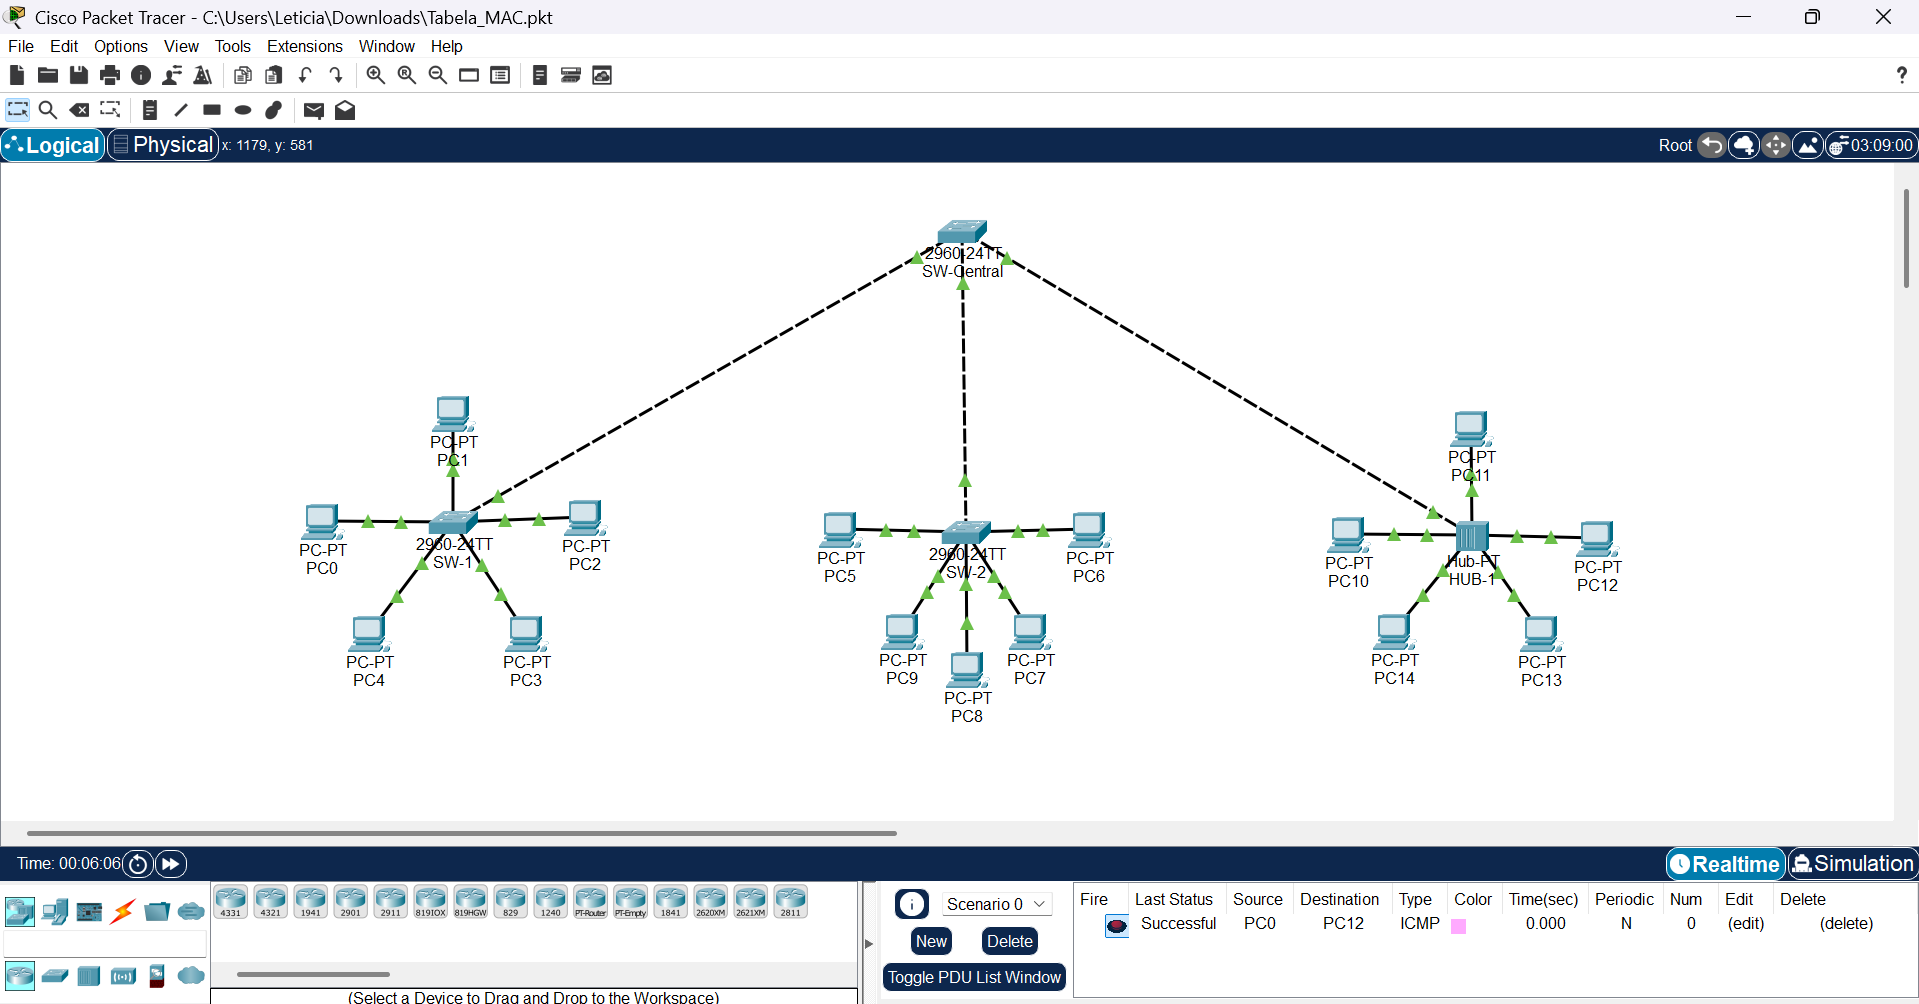 Cisco Packet Tracer - C:\Users\Leticia\Downloads\Tabela_MAC.pkt
File Edit Options View Tools Extensions Window Help
Logical Physical x: 1179, y: 581 Root 03:09:00
2960-24TT
SW-Central
PC-PT
PC1
PC-PT
PC0
2960-24TT
SW-1
PC-PT
PC2
PC-PT
PC4
PC-PT
PC3
PC-PT
PC5
2960-24TT
SW-2
PC-PT
PC6
PC-PT
PC9
PC-PT
PC8
PC-PT
PC7
PC-PT
PC11
PC-PT
PC10
Hub-PT
HUB-1
PC-PT
PC12
PC-PT
PC14
PC-PT
PC13
Time: 00:06:06 Realtime Simulation
4331 4321 1941 2901 2911 819IOX 819HGW 829 1240 PT-Router PT-Empty 1841 2620XM 2621XM 2811
(Select a Device to Drag and Drop to the Workspace)
Scenario 0
New Delete
Toggle PDU List Window
Fire Last Status Source Destination Type Color Time(sec) Periodic Num Edit Delete
Successful PC0 PC12 ICMP 0.000 N 0 (edit) (delete)